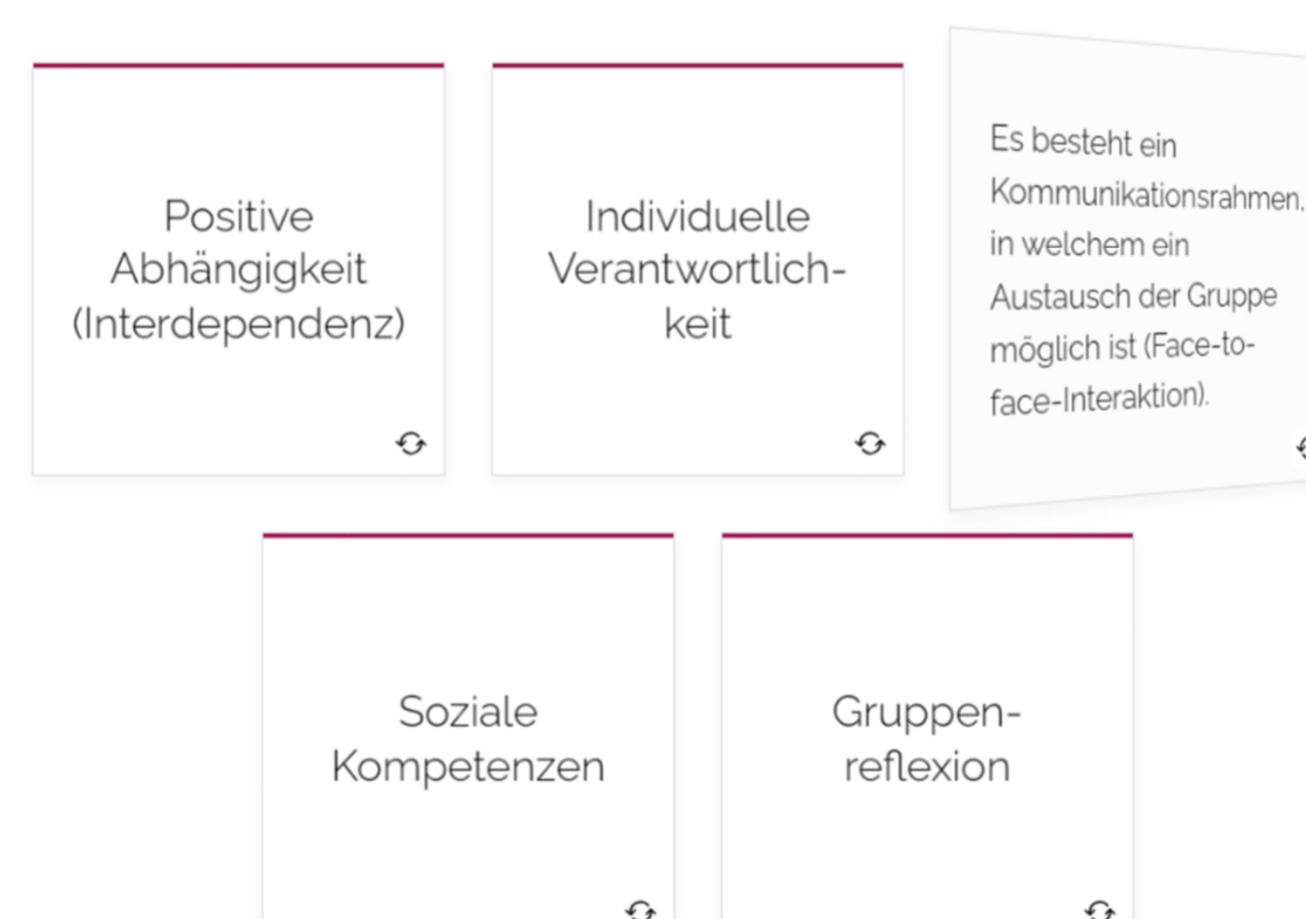 Positive
Abhängigkeit
(Interdependenz)
Individuelle
Verantwortlich-
keit
Es besteht ein
Kommunikationsrahmen,
in welchem ein
Austausch der Gruppe
möglich ist (Face-to-
face-Interaktion).
Soziale
Kompetenzen
Gruppen-
reflexion